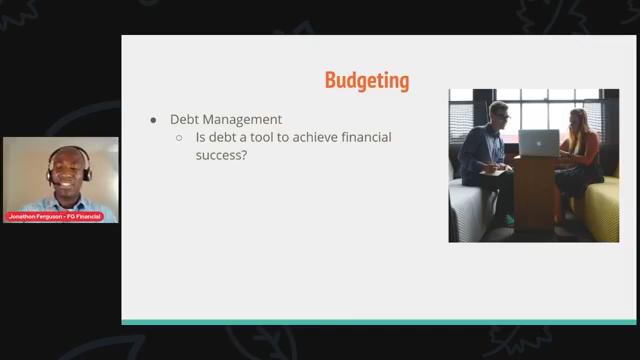 Budgeting
● Debt Management
○ Is debt a tool to achieve financial
success?
Jonathon Ferguson - FG Financial